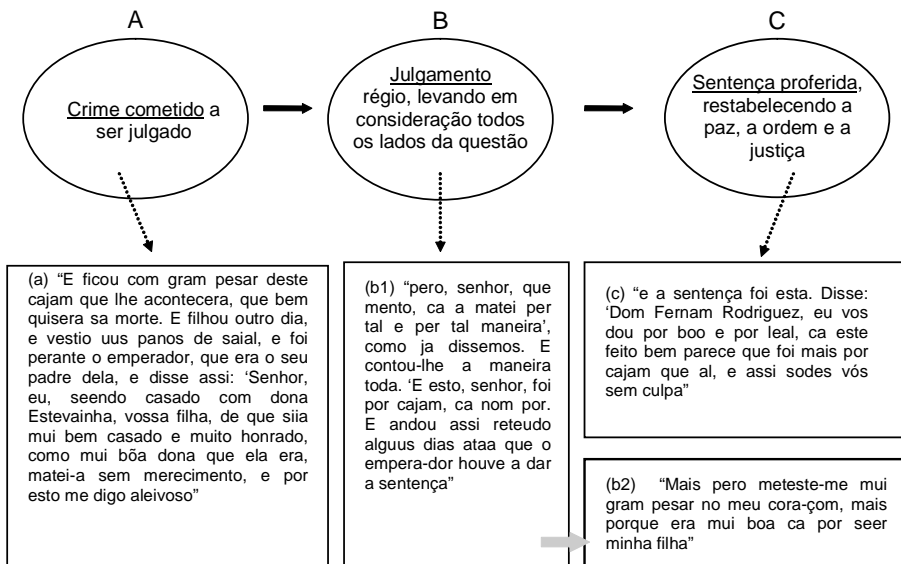 A
B
C
Crime cometido a
ser julgado
Julgamento
régio, levando em
consideração todos
os lados da questão
Sentença proferida,
restabelecendo a
paz, a ordem e a
justiça
(a) “E ficou com gram pesar deste
cajam que lhe acontecera, que bem
quisera sa morte. E filhou outro dia,
e vestio uus panos de saial, e foi
perante o emperador, que era o seu
padre dela, e disse assi: ‘Senhor,
eu, seendo casado com dona
Estevainha, vossa filha, de que siia
mui bem casado e muito honrado,
como mui bõa dona que ela era,
matei-a sem merecimento, e por
esto me digo aleivoso”
(b1) “pero, senhor, que
mento, ca a matei per
tal e per tal maneira’,
como ja dissemos. E
contou-lhe a maneira
toda. ‘E esto, senhor, foi
por cajam, ca nom por.
E andou assi reteudo
alguus dias ataa que o
empera-dor houve a dar
a sentença”
(c) “e a sentença foi esta. Disse:
‘Dom Fernam Rodriguez, eu vos
dou por boo e por leal, ca este
feito bem parece que foi mais por
cajam que al, e assi sodes vós
sem culpa”
(b2) “Mais pero meteste-me mui
gram pesar no meu cora-çom, mais
porque era mui boa ca por seer
minha filha”